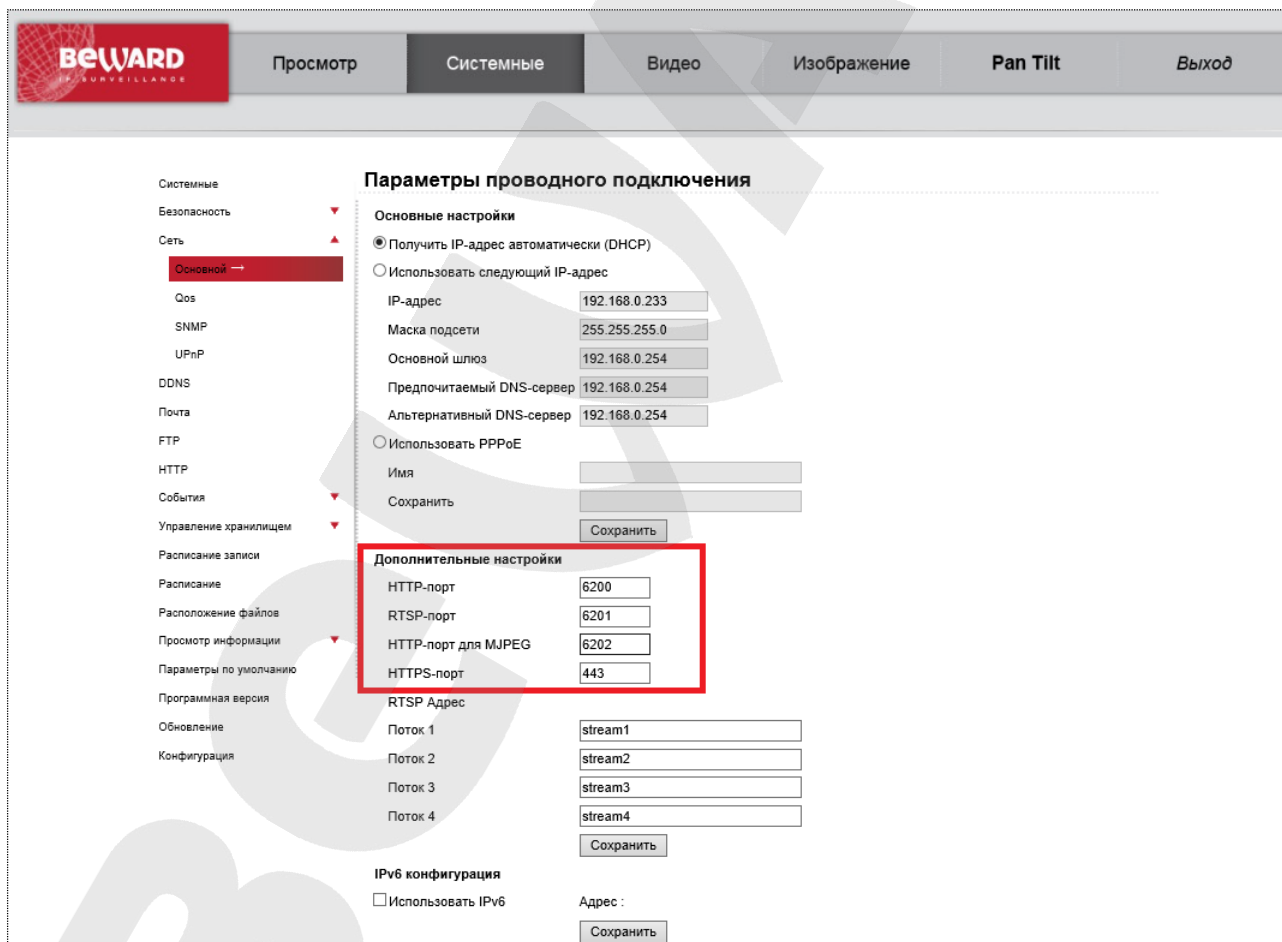 BEWARD
IP SURVEILLANCE
Просмотр
Системные
Видео
Изображение
Pan Tilt
Выход
Системные
Безопасность
Сеть
Основной →
Qos
SNMP
UPnP
DDNS
Почта
FTP
HTTP
События
Управление хранилищем
Расписание записи
Расписание
Расположение файлов
Просмотр информации
Параметры по умолчанию
Программная версия
Обновление
Конфигурация
Параметры проводного подключения
Основные настройки
Получить IP-адрес автоматически (DHCP)
Использовать следующий IP-адрес
IP-адрес 192.168.0.233
Маска подсети 255.255.255.0
Основной шлюз 192.168.0.254
Предпочитаемый DNS-сервер 192.168.0.254
Альтернативный DNS-сервер 192.168.0.254
Использовать PPPoE
Имя
Сохранить
Сохранить
Дополнительные настройки
HTTP-порт 6200
RTSP-порт 6201
HTTP-порт для MJPEG 6202
HTTPS-порт 443
RTSP Адрес
Поток 1 stream1
Поток 2 stream2
Поток 3 stream3
Поток 4 stream4
Сохранить
IPv6 конфигурация
Использовать IPv6 Адрес :
Сохранить